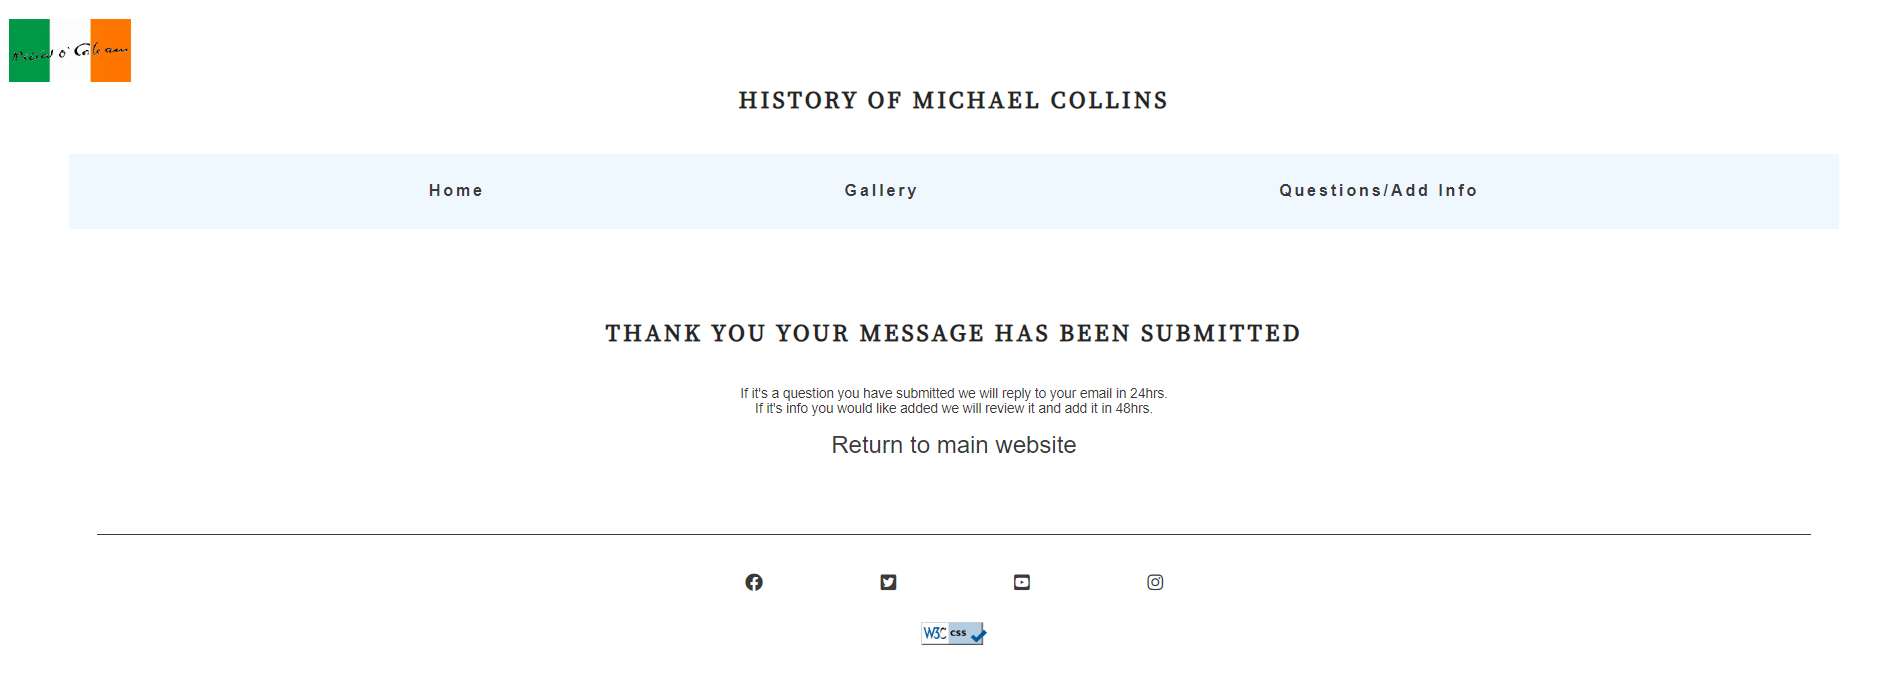 HISTORY OF MICHAEL COLLINS
Home Gallery Questions/Add Info
THANK YOU YOUR MESSAGE HAS BEEN SUBMITTED
If it's a question you have submitted we will reply to your email in 24hrs.
If it's info you would like added we will review it and add it in 48hrs.
Return to main website
W3C css